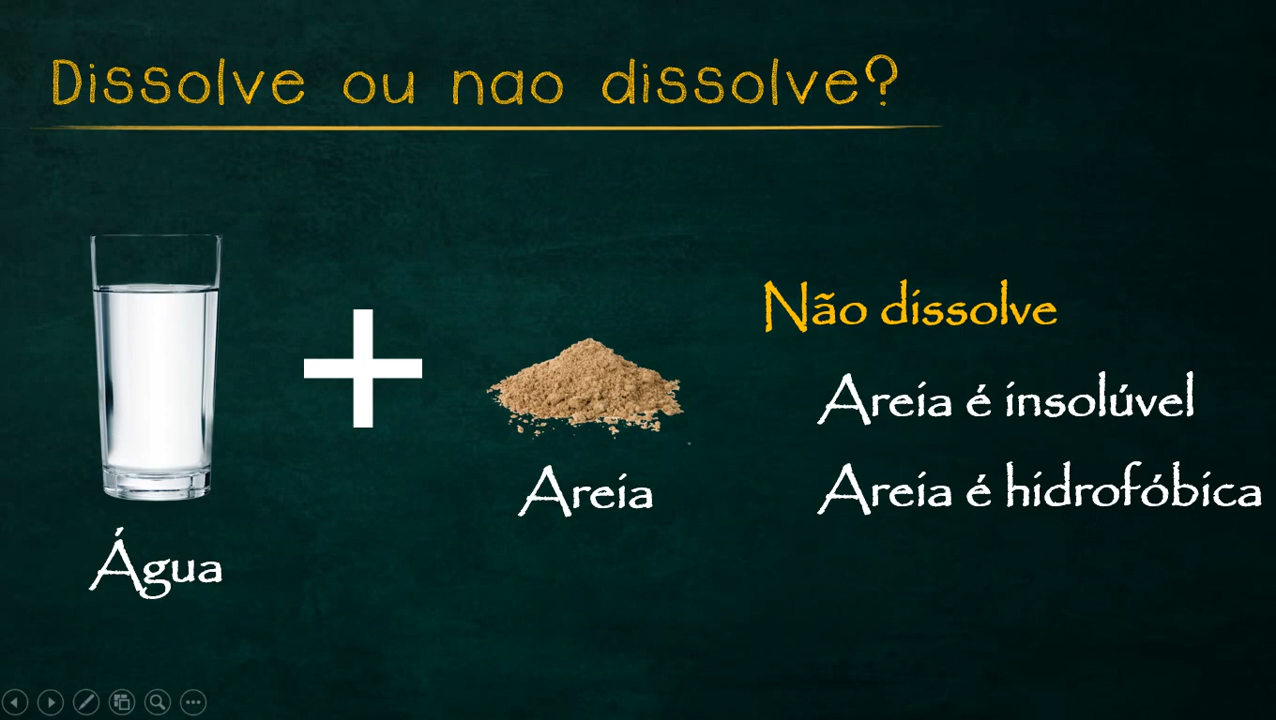 Dissolve ou nao dissolve?
Não dissolve
Areia é insolúvel
Areia é hidrofóbica
Areia
Água